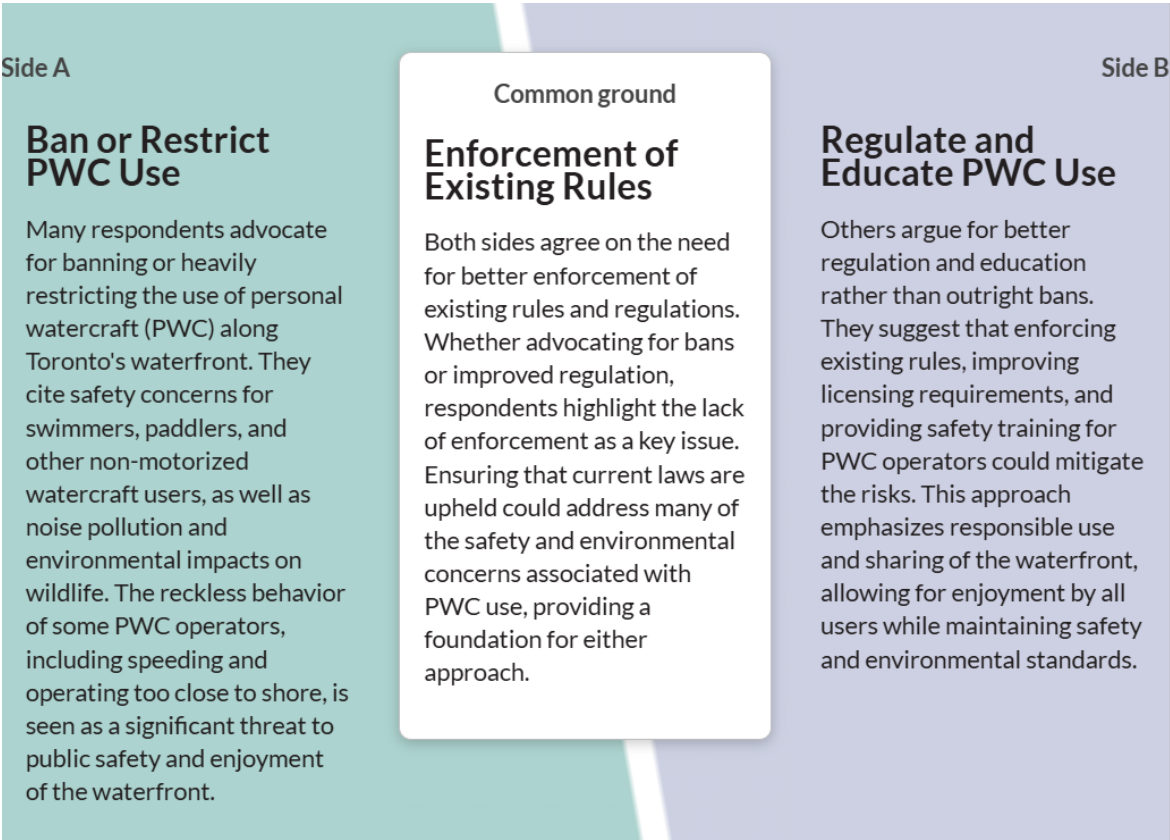 Side A
Ban or Restrict
PWC Use
Many respondents advocate
for banning or heavily
restricting the use of personal
watercraft (PWC) along
Toronto's waterfront. They
cite safety concerns for
swimmers, paddlers, and
other non-motorized
watercraft users, as well as
noise pollution and
environmental impacts on
wildlife. The reckless behavior
of some PWC operators,
including speeding and
operating too close to shore, is
seen as a significant threat to
public safety and enjoyment
of the waterfront.
Common ground
Enforcement of
Existing Rules
Both sides agree on the need
for better enforcement of
existing rules and regulations.
Whether advocating for bans
or improved regulation,
respondents highlight the lack
of enforcement as a key issue.
Ensuring that current laws are
upheld could address many of
the safety and environmental
concerns associated with
PWC use, providing a
foundation for either
approach.
Side B
Regulate and
Educate PWC Use
Others argue for better
regulation and education
rather than outright bans.
They suggest that enforcing
existing rules, improving
licensing requirements, and
providing safety training for
PWC operators could mitigate
the risks. This approach
emphasizes responsible use
and sharing of the waterfront,
allowing for enjoyment by all
users while maintaining safety
and environmental standards.